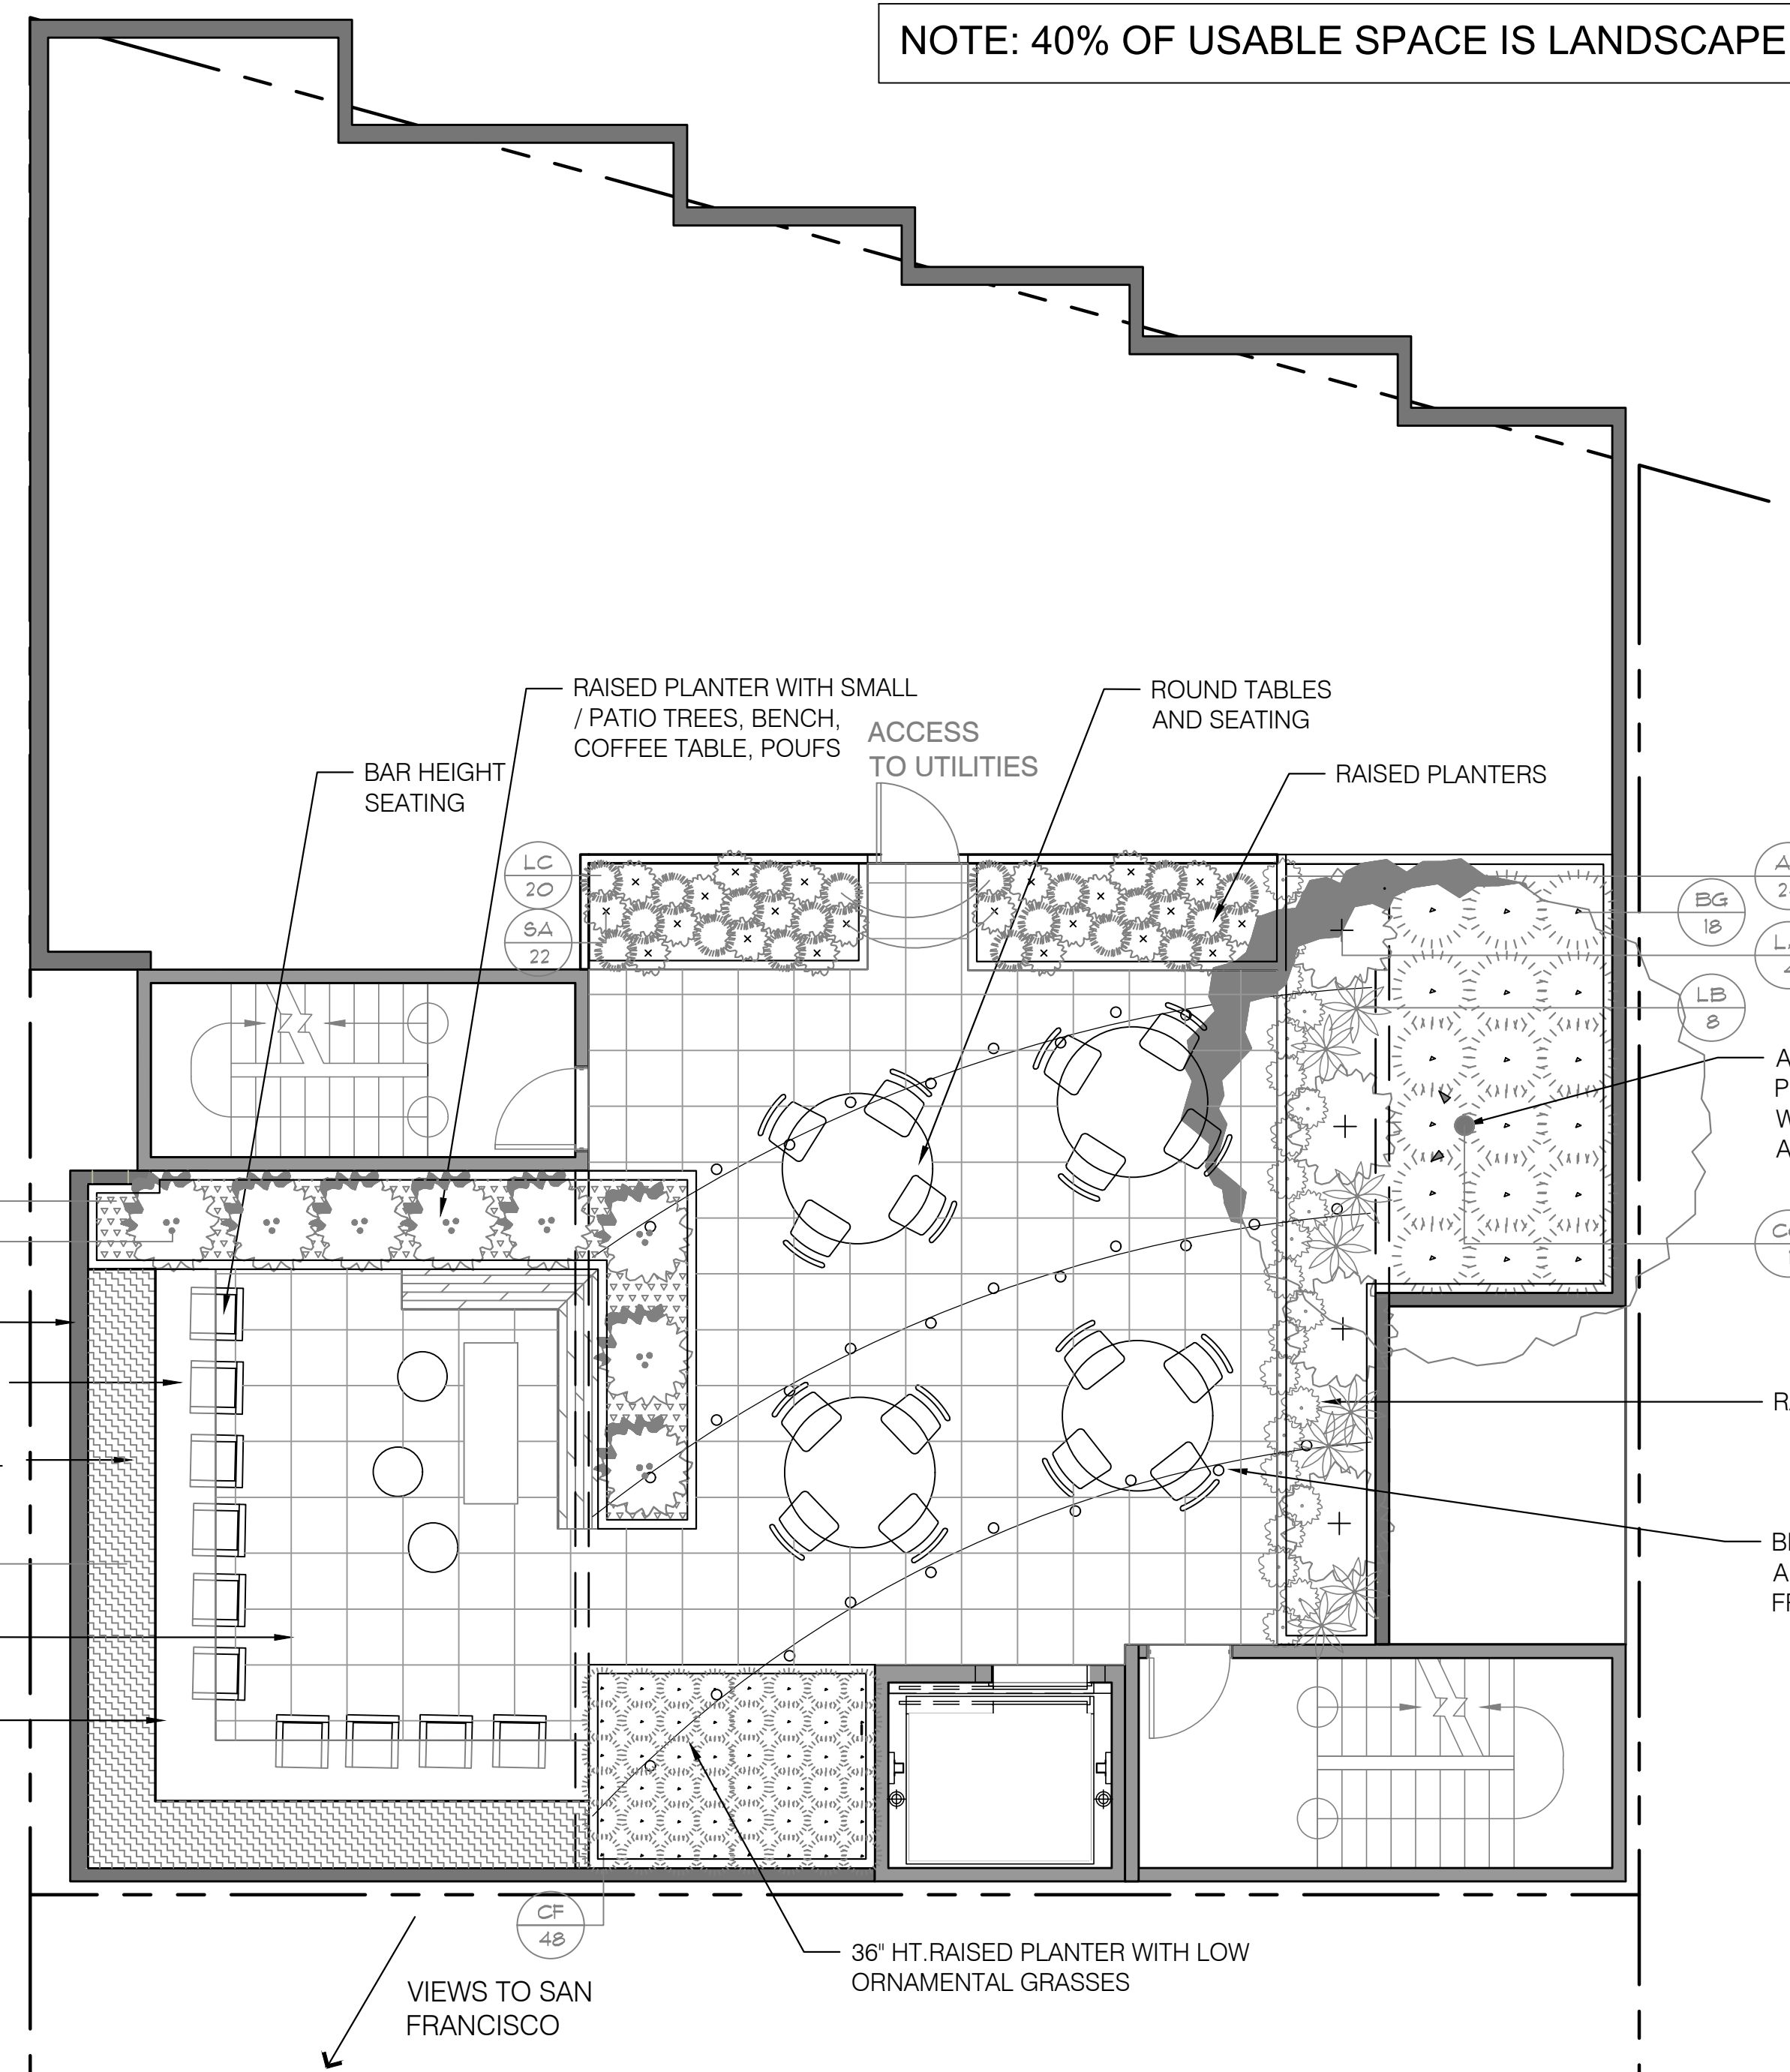 NOTE: 40% OF USABLE SPACE IS LANDSCAPE
RAISED PLANTER WITH SMALL
/ PATIO TREES, BENCH,
COFFEE TABLE, POUFS
ACCESS
TO UTILITIES
ROUND TABLES
AND SEATING
BAR HEIGHT
SEATING
RAISED PLANTERS
LC
20
SA
22
BG
18
LB
8
CF
48
36" HT.RAISED PLANTER WITH LOW
ORNAMENTAL GRASSES
VIEWS TO SAN
FRANCISCO